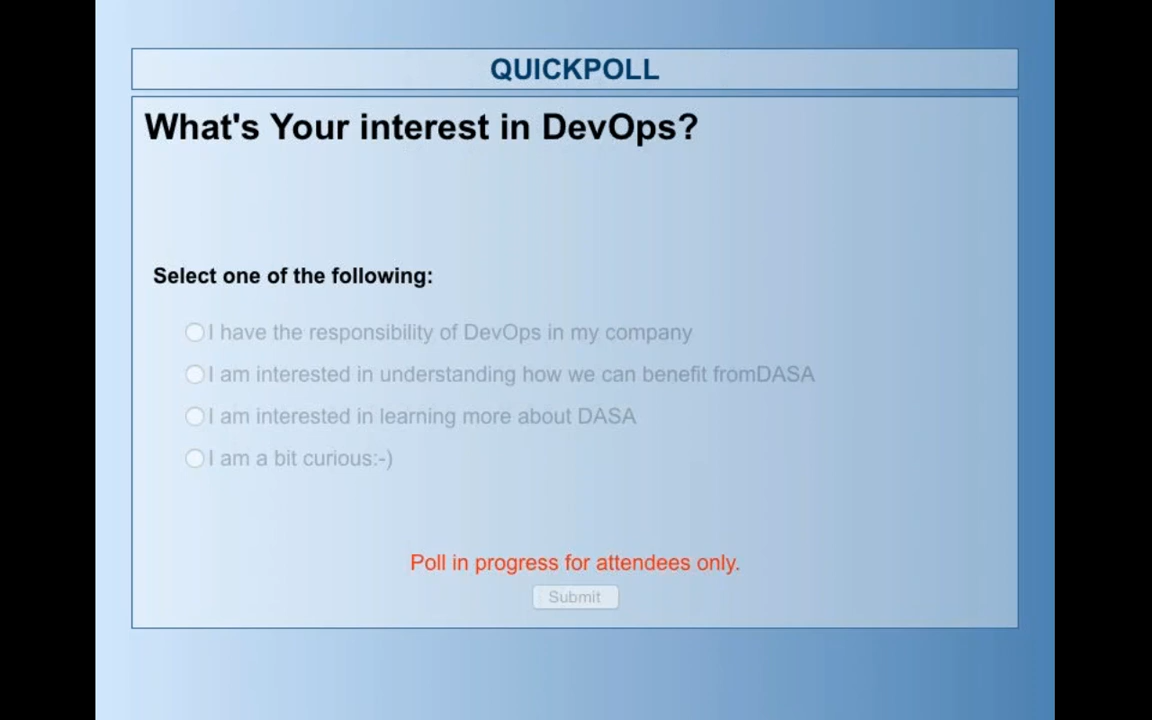 QUICKPOLL
What's Your interest in DevOps?
Select one of the following:
I have the responsibility of DevOps in my company
I am interested in understanding how we can benefit fromDASA
I am interested in learning more about DASA
I am a bit curious:-)
Poll in progress for attendees only.
Submit